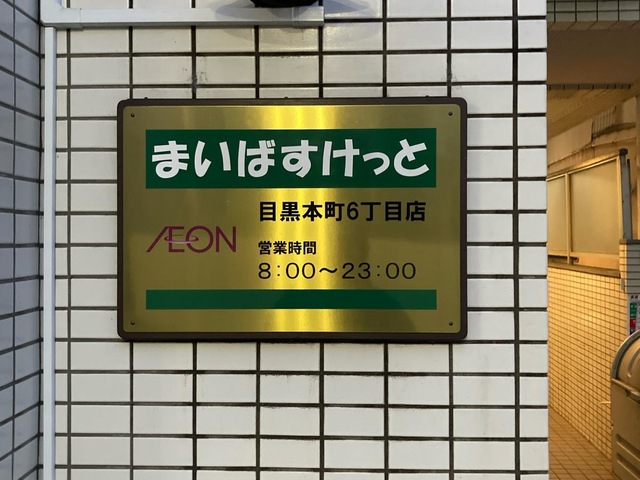 まいばすけっと
目黒本町6丁目店
ÆON
営業時間
8:00～23:00